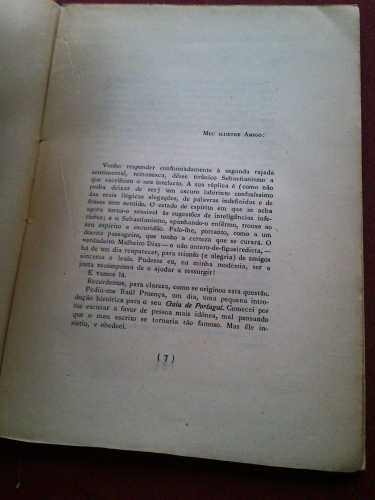 MEU ILUSTRE AMIGO:
Venho responder conformadamente à segunda rajada
sentimental, rumanesca, dêsse tirânico Sebastianismo a
que sacrificou o seu intelecto. A sua réplica é (como não
podia deixar de ser) um escuro labirinto confusíssimo
das mais ilógicas alegações, de palavras indefinidas e de
frases sem sentido. O estado de espírito em que se acha
agora torna-o sensível às sugestões de inteligências infe-
riores; e o Sebastianismo, apanhando-o enfêrmo, trouxe ao
seu espírito a escuridão. Falo-lhe, portanto, como a um
doente passageiro, que tenho a certeza que se curará. O
verdadeiro Malheiro Dias — o não antero-de-figueiredista, —
há de um dia reaparecer, para triunfo (e alegria) de amigos
sinceros e leais. Pudesse eu, na minha modéstia, ser a
justa recompensa de o ajudar a ressurgir!
E vamos lá.
Recordemos, para clareza, como se originou esta questão.
Pediu-me Raúl Proença, um dia, uma pequena intro-
dução histórica para o seu Guia de Portugal. Comecei por
me escusar a favor de pessoa mais idónea, mal pensando
que o meu escrito se tornaria tão famoso. Mas êle in-
sistiu, e obedeci.
(7)